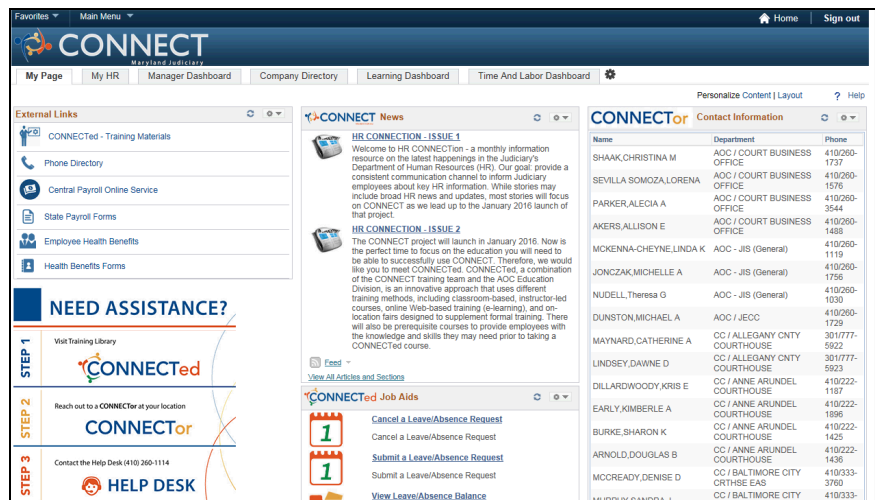 Favorites Main Menu Home Sign out
CONNECT
Maryland Judiciary
My Page My HR Manager Dashboard Company Directory Learning Dashboard Time And Labor Dashboard
Personalize Content | Layout ? Help
External Links
CONNECTed - Training Materials
Phone Directory
Central Payroll Online Service
State Payroll Forms
Employee Health Benefits
Health Benefits Forms
NEED ASSISTANCE?
STEP 1
Visit Training Library
CONNECTed
STEP 2
Reach out to a CONNECTor at your location
CONNECTor
STEP 3
Contact the Help Desk (410) 260-1114
HELP DESK
CONNECT News
HR CONNECTION - ISSUE 1
Welcome to HR CONNECTion - a monthly information
resource on the latest happenings in the Judiciary's
Department of Human Resources (HR). Our goal: provide a
consistent communication channel to inform Judiciary
employees about key HR information. While stories may
include broad HR news and updates, most stories will focus
on CONNECT as we lead up to the January 2016 launch of
that project.
HR CONNECTION - ISSUE 2
The CONNECT project will launch in January 2016. Now is
the perfect time to focus on the education you will need to
be able to successfully use CONNECT. Therefore, we would
like you to meet CONNECTed. CONNECTed, a combination
of the CONNECT training team and the AOC Education
Division, is an innovative approach that uses different
training methods, including classroom-based, instructor-led
courses, online Web-based training (e-learning), and on-
location fairs designed to supplement formal training. There
will also be prerequisite courses to provide employees with
the knowledge and skills they may need prior to taking a
CONNECTed course.
Feed
View All Articles and Sections
CONNECTed Job Aids
1
Cancel a Leave/Absence Request
Cancel a Leave/Absence Request
1
Submit a Leave/Absence Request
Submit a Leave/Absence Request
View Leave/Absence Balance
CONNECTor Contact Information
Name Department Phone
SHAAK,CHRISTINA M AOC / COURT BUSINESS OFFICE 410/260-1737
SEVILLA SOMOZA,LORENA AOC / COURT BUSINESS OFFICE 410/260-1576
PARKER,ALECIA A AOC / COURT BUSINESS OFFICE 410/260-3544
AKERS,ALLISON E AOC / COURT BUSINESS OFFICE 410/260-1488
MCKENNA-CHEYNE,LINDA K AOC - JIS (General) 410/260-1119
JONCZAK,MICHELLE A AOC - JIS (General) 410/260-1756
NUDELL,Theresa G AOC - JIS (General) 410/260-1030
DUNSTON,MICHAEL A AOC / JECC 410/260-1729
MAYNARD,CATHERINE A CC / ALLEGANY CNTY COURTHOUSE 301/777-5922
LINDSEY,DAWNE D CC / ALLEGANY CNTY COURTHOUSE 301/777-5923
DILLARDWOODY,KRIS E CC / ANNE ARUNDEL COURTHOUSE 410/222-1187
EARLY,KIMBERLE A CC / ANNE ARUNDEL COURTHOUSE 410/222-1896
BURKE,SHARON K CC / ANNE ARUNDEL COURTHOUSE 410/222-1425
ARNOLD,DOUGLAS B CC / ANNE ARUNDEL COURTHOUSE 410/222-1436
MCCREADY,DENISE D CC / BALTIMORE CITY CRTHSE EAS 410/333-3760
CC / BALTIMORE CITY 410/333-